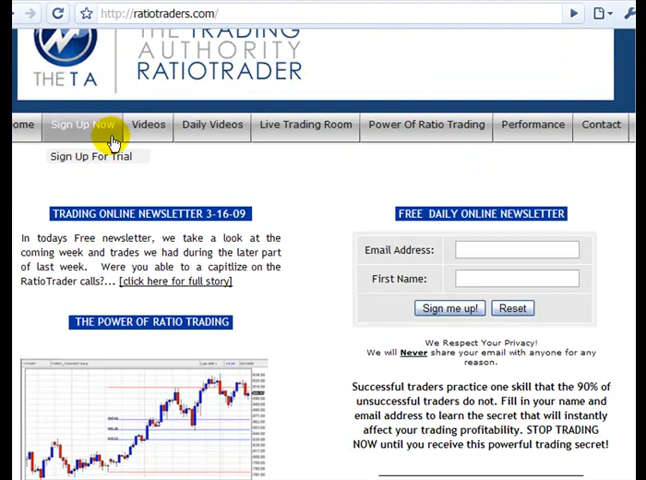 http://ratiotraders.com/
THE TRADING
AUTHORITY
RATIOTRADER
THE TA
ome
Sign Up Now
Videos
Daily Videos
Live Trading Room
Power Of Ratio Trading
Performance
Contact
Sign Up For Trial
TRADING ONLINE NEWSLETTER 3-16-09
In todays Free newsletter, we take a look at the
coming week and trades we had during the later part
of last week. Were you able to a capitlize on the
RatioTrader calls?... [click here for full story]
THE POWER OF RATIO TRADING
FREE DAILY ONLINE NEWSLETTER
Email Address:
First Name:
Sign me up!
Reset
We Respect Your Privacy!
We will Never share your email with anyone for any
reason.
Successful traders practice one skill that the 90% of
unsuccessful traders do not. Fill in your name and
email address to learn the secret that will instantly
affect your trading profitability. STOP TRADING
NOW until you receive this powerful trading secret!